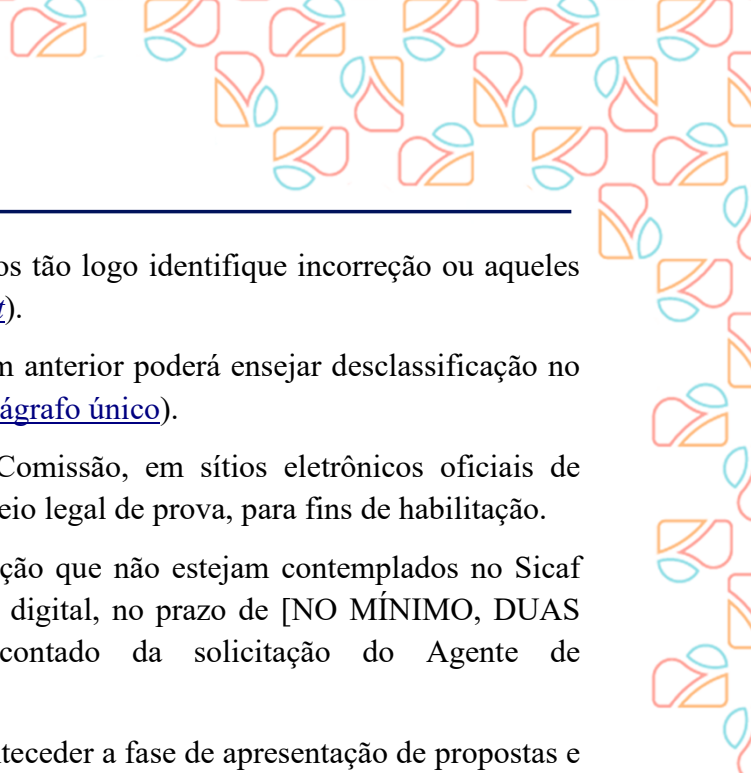 os tão logo identifique incorreção ou aqueles
t).
m anterior poderá ensejar desclassificação no
ágrafo único).
Comissão, em sítios eletrônicos oficiais de
eio legal de prova, para fins de habilitação.
ção que não estejam contemplados no Sicaf
digital, no prazo de [NO MÍNIMO, DUAS
contado da solicitação do Agente de
nteceder a fase de apresentação de propostas e